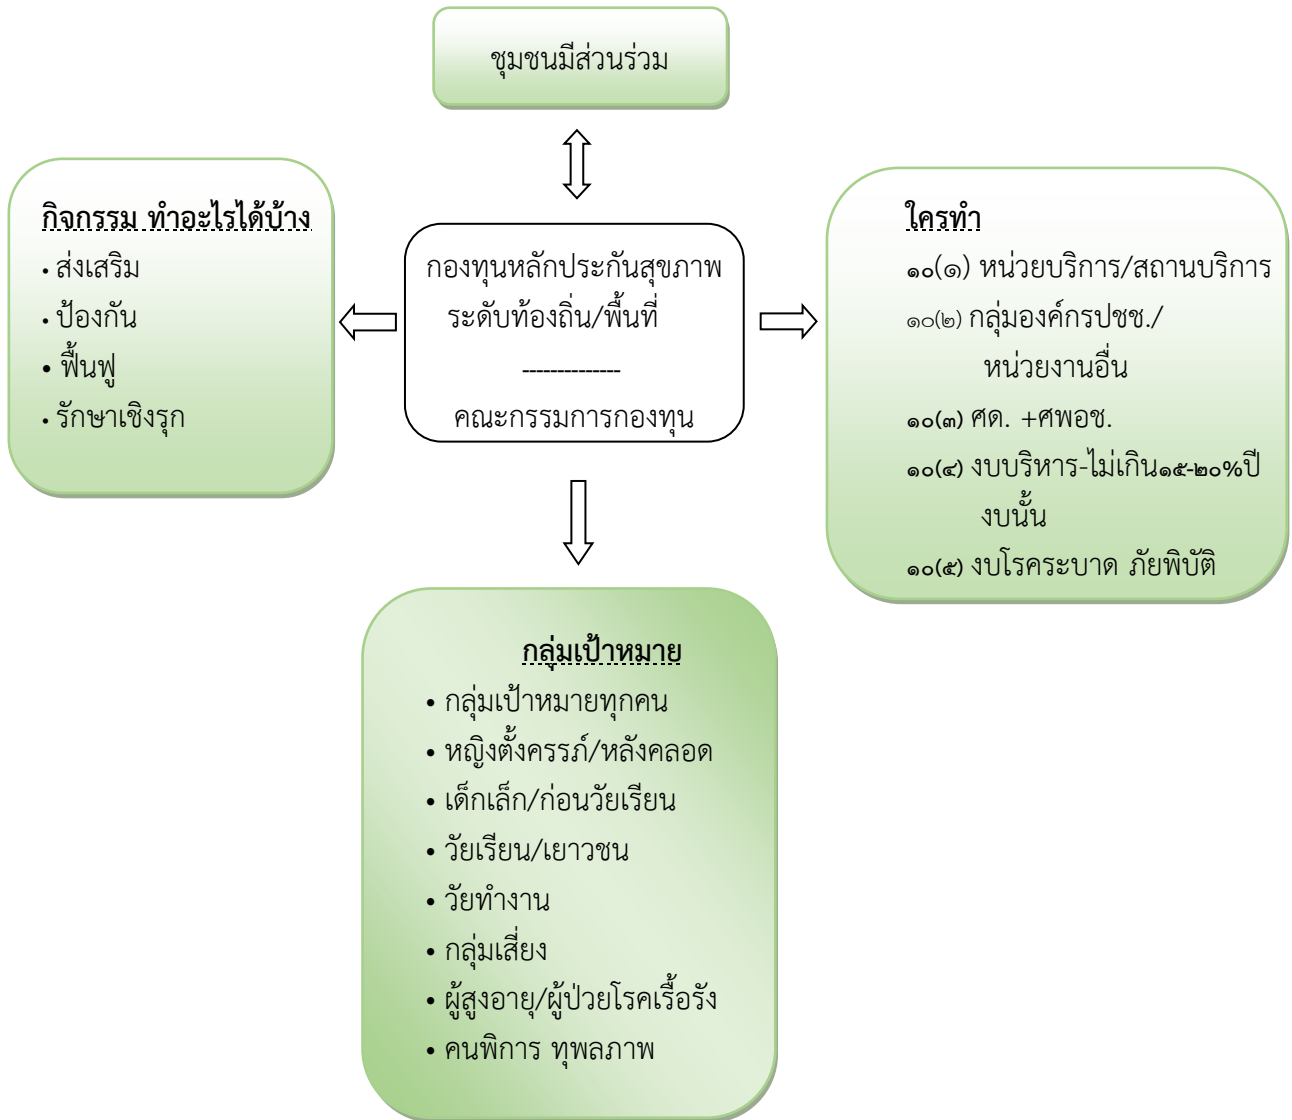 ชุมชนมีส่วนร่วม
กิจกรรม ทำอะไรได้บ้าง
• ส่งเสริม
• ป้องกัน
• ฟื้นฟู
• รักษาเชิงรุก
กองทุนหลักประกันสุขภาพ
ระดับท้องถิ่น/พื้นที่
--------------
คณะกรรมการกองทุน
ใครทำ
๑๐(๑) หน่วยบริการ/สถานบริการ
๑๐(๒) กลุ่มองค์กรปชช./
หน่วยงานอื่น
๑๐(๓) ศด. +ศพอช.
๑๐(๔) งบบริหาร-ไม่เกิน๑๕-๒๐%ปี
งบนั้น
๑๐(๕) งบโรคระบาด ภัยพิบัติ
กลุ่มเป้าหมาย
• กลุ่มเป้าหมายทุกคน
• หญิงตั้งครรภ์/หลังคลอด
• เด็กเล็ก/ก่อนวัยเรียน
• วัยเรียน/เยาวชน
• วัยทำงาน
• กลุ่มเสี่ยง
• ผู้สูงอายุ/ผู้ป่วยโรคเรื้อรัง
• คนพิการ ทุพลภาพ